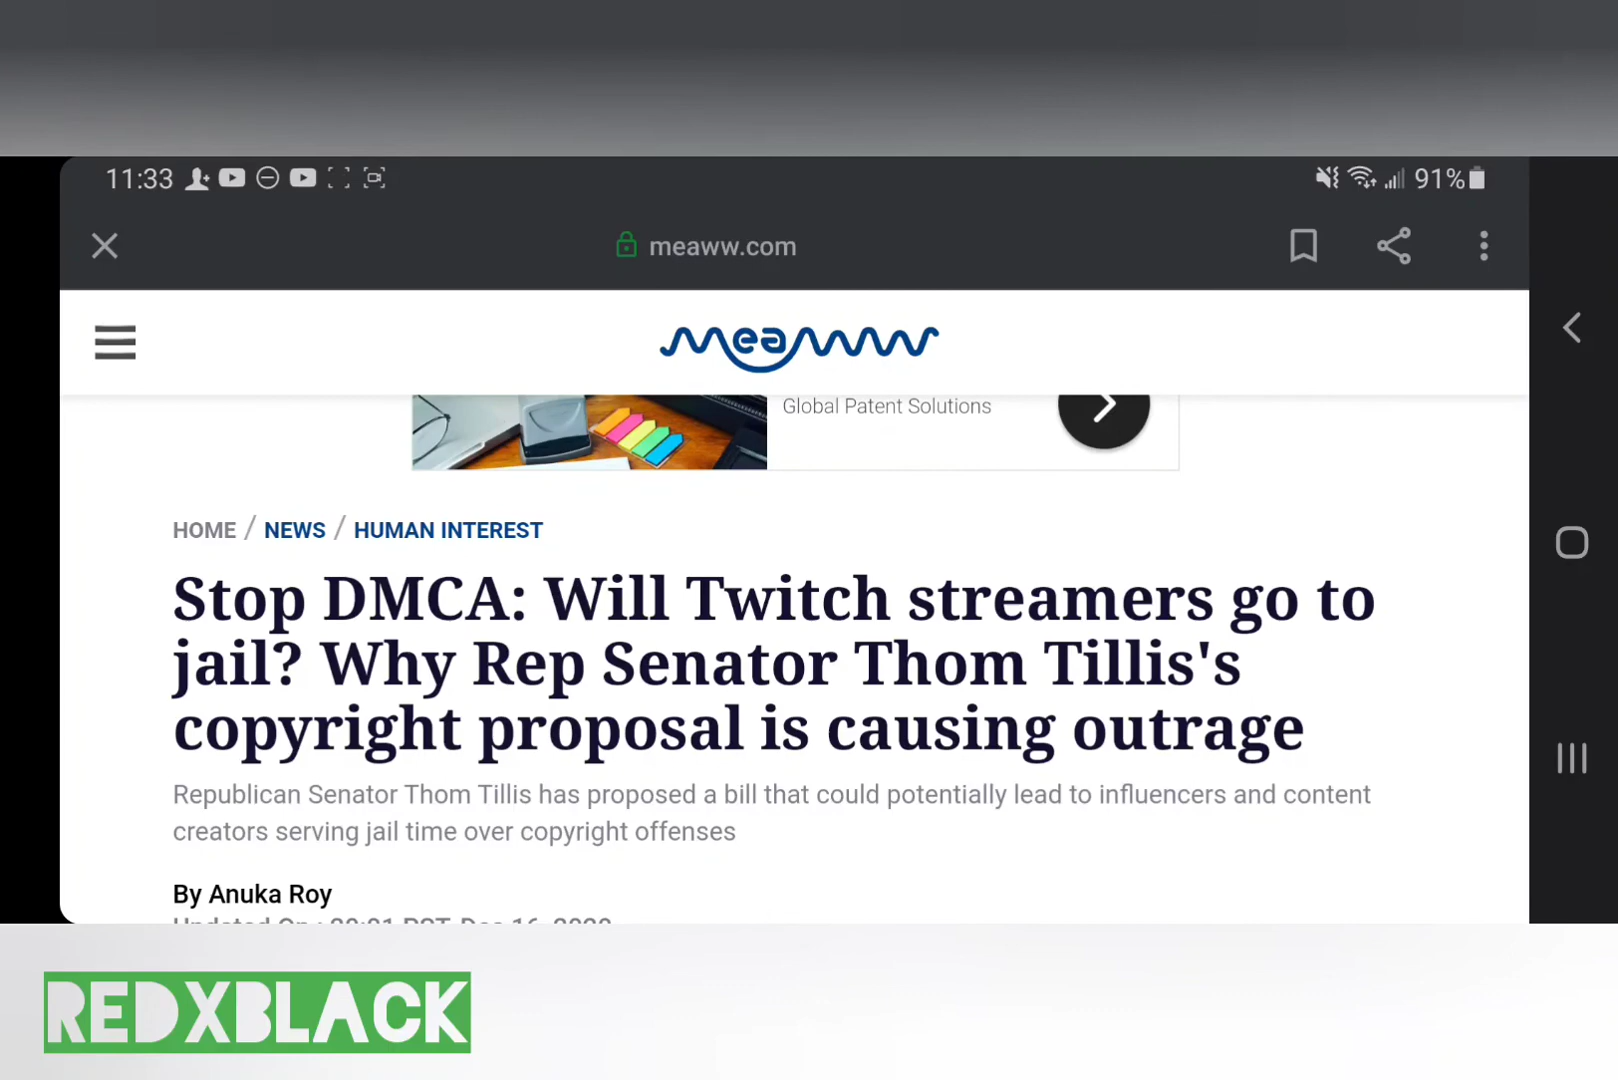 11:33
91%
meaww.com
meaww
Global Patent Solutions
HOME / NEWS / HUMAN INTEREST
Stop DMCA: Will Twitch streamers go to
jail? Why Rep Senator Thom Tillis's
copyright proposal is causing outrage
Republican Senator Thom Tillis has proposed a bill that could potentially lead to influencers and content
creators serving jail time over copyright offenses
By Anuka Roy
REDXBLACK